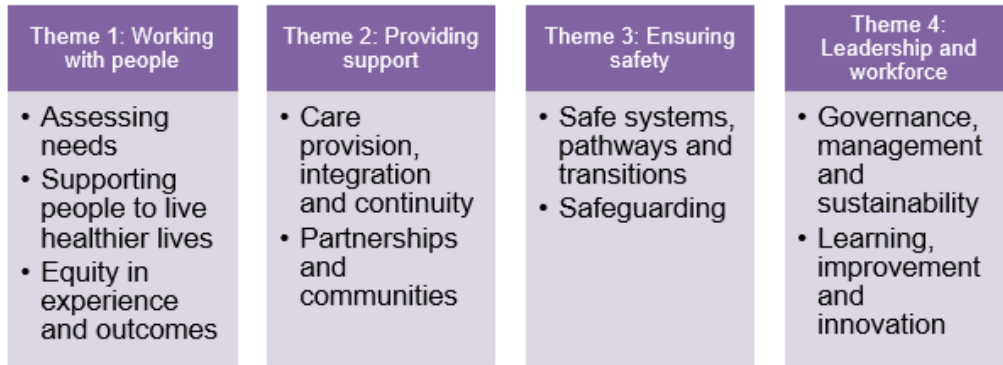 Theme 1: Working
with people
• Assessing
needs
• Supporting
people to live
healthier lives
• Equity in
experience
and outcomes
Theme 2: Providing
support
• Care
provision,
integration
and continuity
• Partnerships
and
communities
Theme 3: Ensuring
safety
• Safe systems,
pathways and
transitions
• Safeguarding
Theme 4:
Leadership and
workforce
• Governance,
management
and
sustainability
• Learning,
improvement
and
innovation